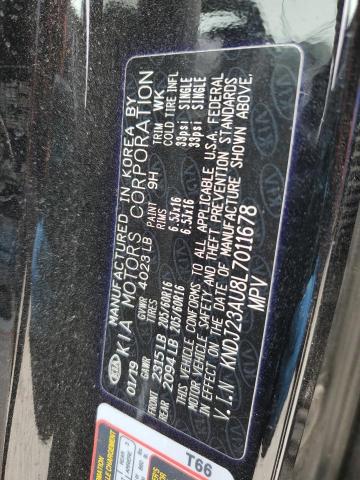 KIA
MANUFACTURED IN KOREA BY
KIA MOTORS CORPORATION
01/19 GVWR 4023 LB PAINT 9H TRIM WK
GAWR TIRES RIMS COLD TIRE INFL
FRONT 2315 LB 205/60R16 6.5Jx16 33psi SINGLE
REAR 2094 LB 205/60R16 6.5Jx16 33psi SINGLE
THIS VEHICLE CONFORMS TO ALL APPLICABLE U.S.A. FEDERAL
MOTOR VEHICLE SAFETY AND THEFT PREVENTION STANDARDS
IN EFFECT ON THE DATE OF MANUFACTURE SHOWN ABOVE.
V.I.N KNDJ23AU8L7011678
MPV
T66
REAR